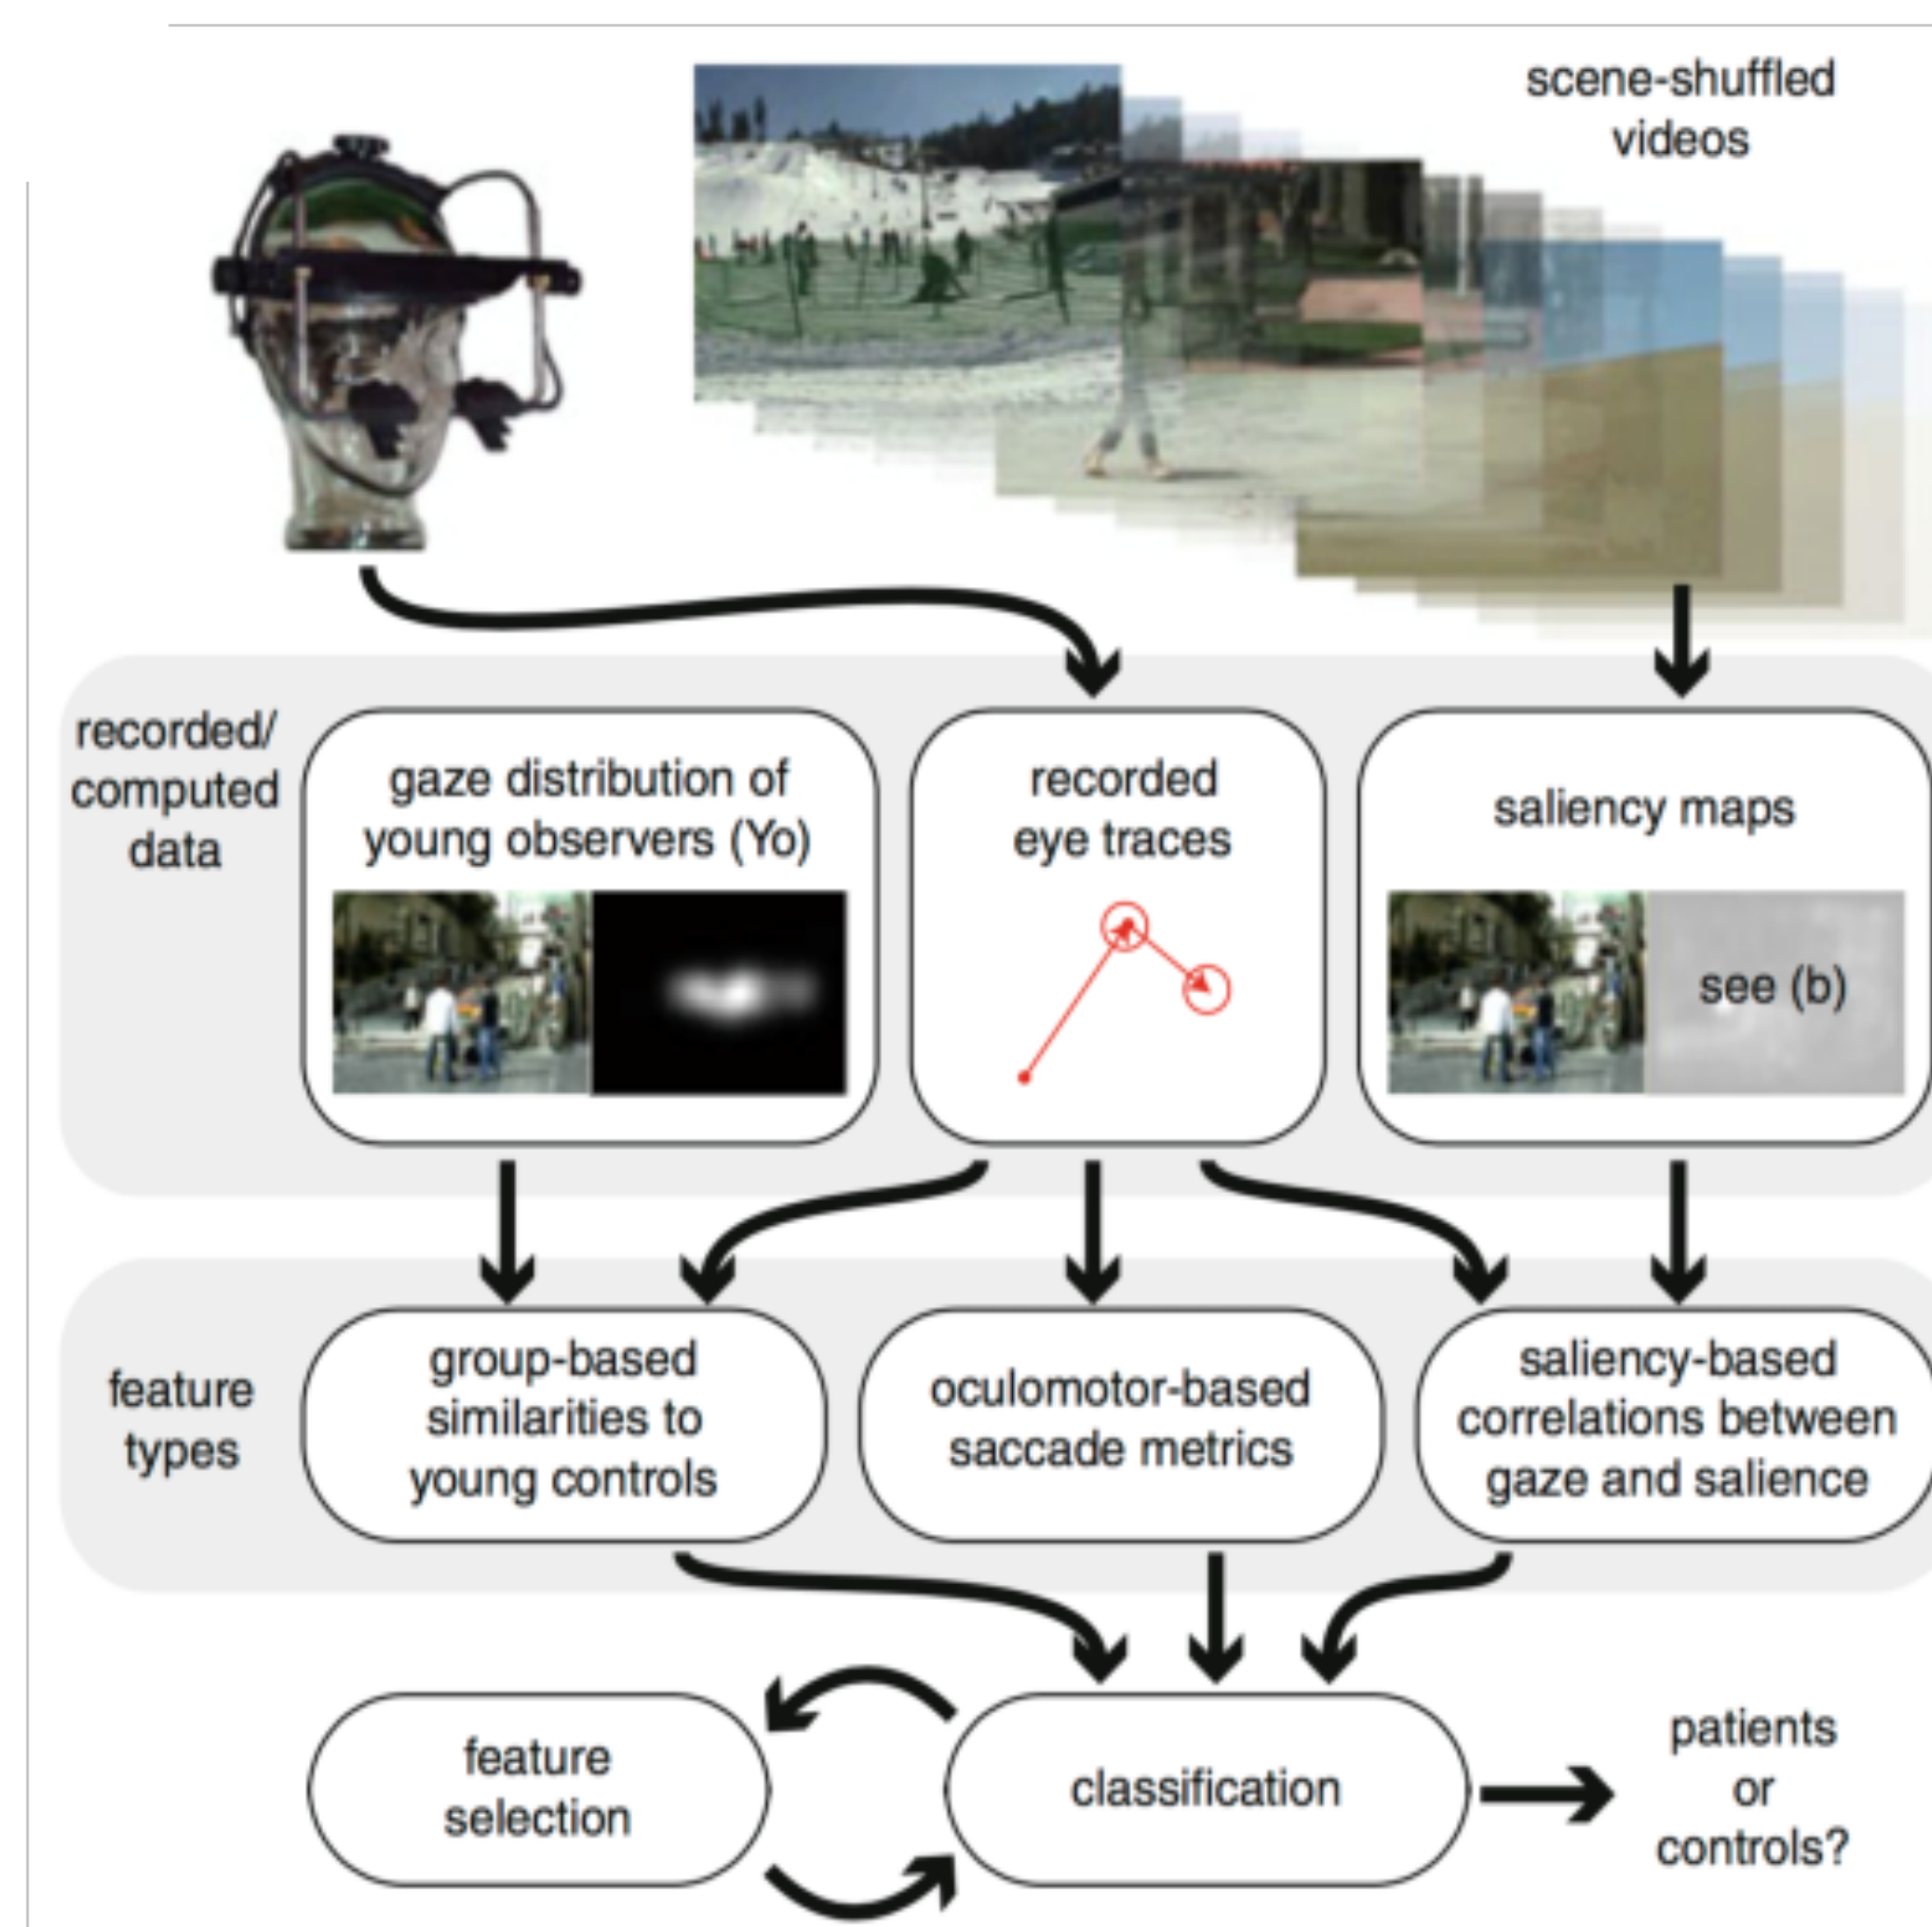 scene-shuffled
videos
recorded/
computed
data
gaze distribution of
young observers (Yo)
recorded
eye traces
saliency maps
see (b)
feature
types
group-based
similarities to
young controls
oculomotor-based
saccade metrics
saliency-based
correlations between
gaze and salience
feature
selection
classification
patients
or
controls?